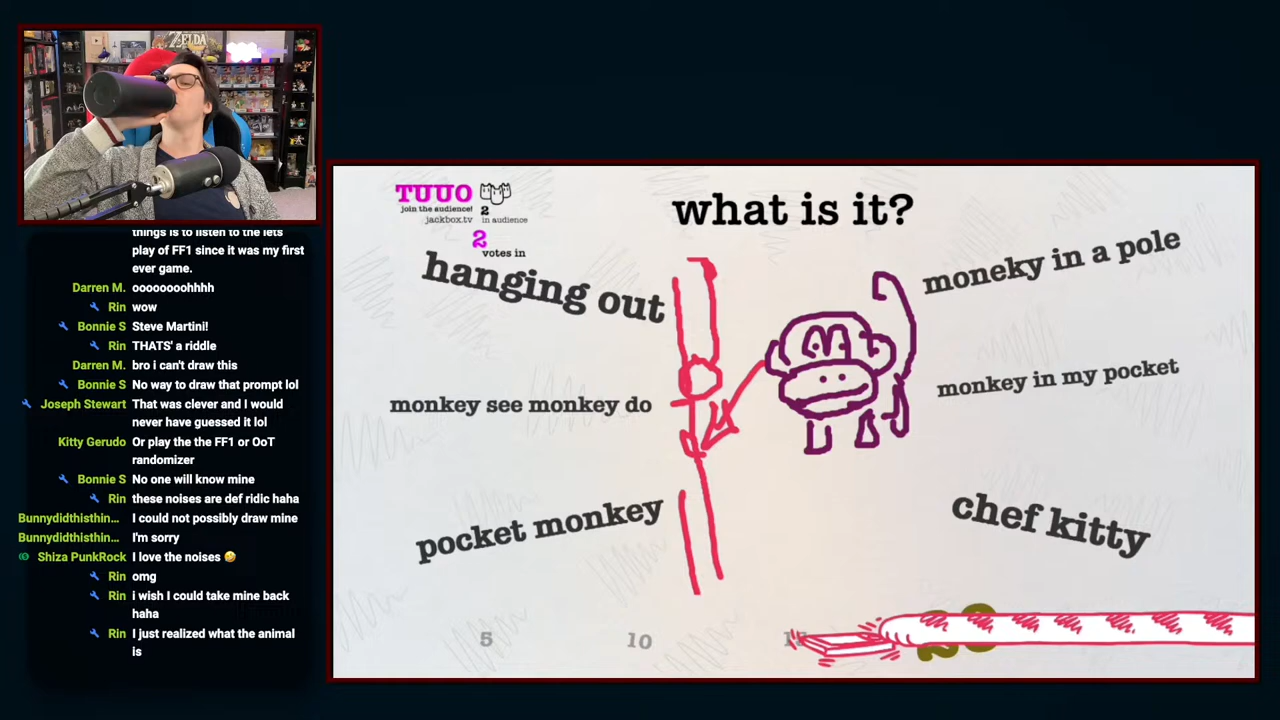 ZELDA
things is to listen to the lets
play of FF1 since it was my first
ever game.
Darren M. oooooooohhhh
Rin wow
Bonnie S Steve Martini!
Rin THATS' a riddle
Darren M. bro i can't draw this
Bonnie S No way to draw that prompt lol
Joseph Stewart That was clever and I would
never have guessed it lol
Kitty Gerudo Or play the the FF1 or OoT
randomizer
Bonnie S No one will know mine
Rin these noises are def ridic haha
Bunnydidthisthin... I could not possibly draw mine
Bunnydidthisthin... I'm sorry
Shiza PunkRock I love the noises 🤣
Rin omg
Rin i wish I could take mine back
haha
Rin I just realized what the animal
is
TUUO
join the audience!
jackbox.tv
2
in audience
2
votes in
what is it?
hanging out
moneky in a pole
monkey see monkey do
monkey in my pocket
pocket monkey
chef kitty
5 10 20